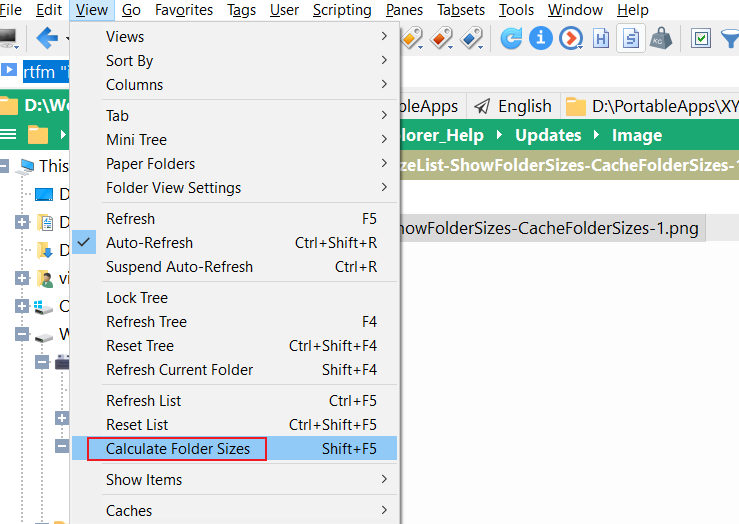 File Edit View Go Favorites Tags User Scripting Panes Tabsets Tools Window Help
rtfm "
D:\W
bleApps English D:\PortableApps\XY
plorer_Help Updates Image
zeList-ShowFolderSizes-CacheFolderSizes-1
howFolderSizes-CacheFolderSizes-1.png
This
D
D
D
vi
C
W
Views
Sort By
Columns
Tab
Mini Tree
Paper Folders
Folder View Settings
Refresh F5
Auto-Refresh Ctrl+Shift+R
Suspend Auto-Refresh Ctrl+R
Lock Tree
Refresh Tree F4
Reset Tree Ctrl+Shift+F4
Refresh Current Folder Shift+F4
Refresh List Ctrl+F5
Reset List Ctrl+Shift+F5
Calculate Folder Sizes Shift+F5
Show Items
Caches